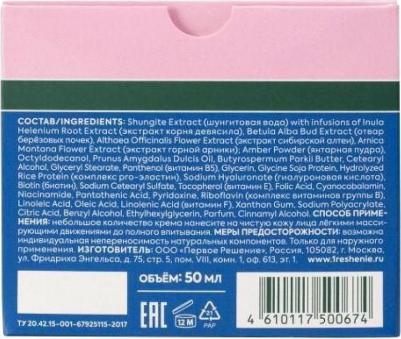 СОСТАВ/INGREDIENTS: Shungite Extract (шунгитовая вода) with infusions of Inula
Helenium Root Extract (экстракт корня девясила), Betula Alba Bud Extract (отвар
берёзовых почек), Althaea Officinalis Flower Extract (экстракт сибирской алтеи), Arnica
Montana Flower Extract (экстракт горной арники); Amber Powder (янтарная пудра),
Octyldodecanol, Prunus Amygdalus Dulcis Oil, Butyrospermum Parkii Butter, Cetearyl
Alcohol, Glyceryl Stearate, Panthenol (витамин B5), Glycerin, Glycine Soja Protein, Hydrolyzed
Rice Protein (комплекс pro-эластин), Sodium Hyaluronate (гиалуроновая кислота),
Biotin (биотин), Sodium Cetearyl Sulfate, Tocopherol (витамин E), Folic Acid, Cyanocobalamin,
Niacinamide, Pantothenic Acid, Pyridoxine, Riboflavin (комплекс витаминов группы B),
Linoleic Acid, Oleic Acid, Linolenic Acid (витамин F), Xanthan Gum, Sodium Polyacrylate,
Citric Acid, Benzyl Alcohol, Ethylhexylglycerin, Parfum, Cinnamyl Alcohol. СПОСОБ ПРИМЕ-
НЕНИЯ: небольшое количество крема нанести на чистую кожу лица лёгкими масси-
рующими движениями до полного впитывания. МЕРЫ ПРЕДОСТОРОЖНОСТИ: возможна
индивидуальная непереносимость натуральных компонентов. Только для наружного
применения. ИЗГОТОВИТЕЛЬ: ООО «Первое Решение», Россия, 105082, г. Москва,
ул. Фридриха Энгельса, д. 75, стр. 5, пом. VIII, комн. 1, оф. 613, эт. 1. www.1reshenie.ru
ОБЪЁМ: 50 МЛ
EAC
12 M
21
PAP
ТУ 20.42.15-001-67925115-2017
4 610117 500674